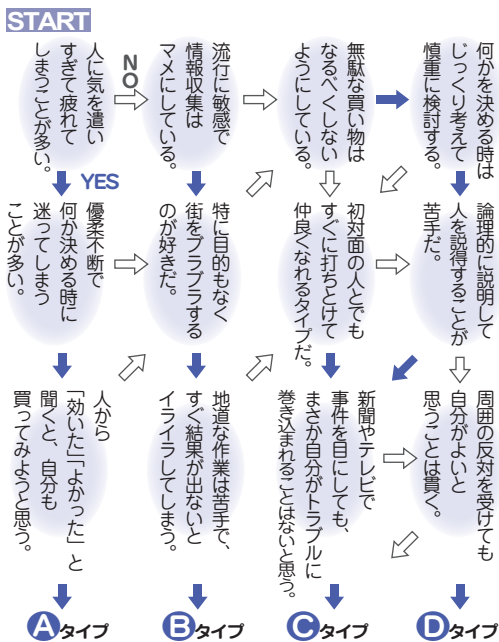 START
人に気を遣い
すぎて疲れて
しまうことが多い。
NO
流行に敏感で
情報収集は
マメにしている。
無駄な買い物は
なるべくしない
ようにしている。
何かを決める時は
じっくり考えて
慎重に検討する。
YES
優柔不断で
何か決める時に
迷ってしまう
ことが多い。
特に目的もなく
街をブラブラする
のが好きだ。
初対面の人とでも
すぐに打ちとけて
仲良くなれるタイプだ。
論理的に説明して
人を説得することが
苦手だ。
人から
「効いた」「よかった」と
聞くと、自分も
買ってみようと思う。
地道な作業は苦手で、
すぐ結果が出ないと
イライラしてしまう。
新聞やテレビで
事件を目にしても、
まさか自分がトラブルに
巻き込まれることはないと思う。
周囲の反対を受けても
自分がよいと
思うことは貫く。
Aタイプ
Bタイプ
Cタイプ
Dタイプ